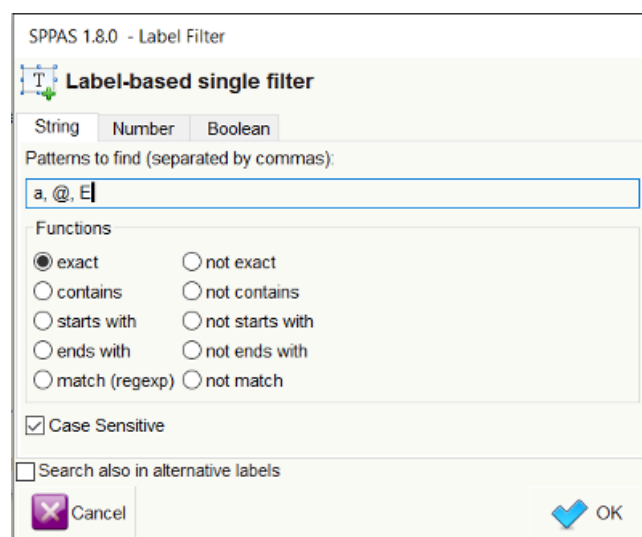 SPPAS 1.8.0 - Label Filter
T Label-based single filter
String Number Boolean
Patterns to find (separated by commas):
a, @, E
Functions
exact not exact
contains not contains
starts with not starts with
ends with not ends with
match (regexp) not match
Case Sensitive
Search also in alternative labels
Cancel OK